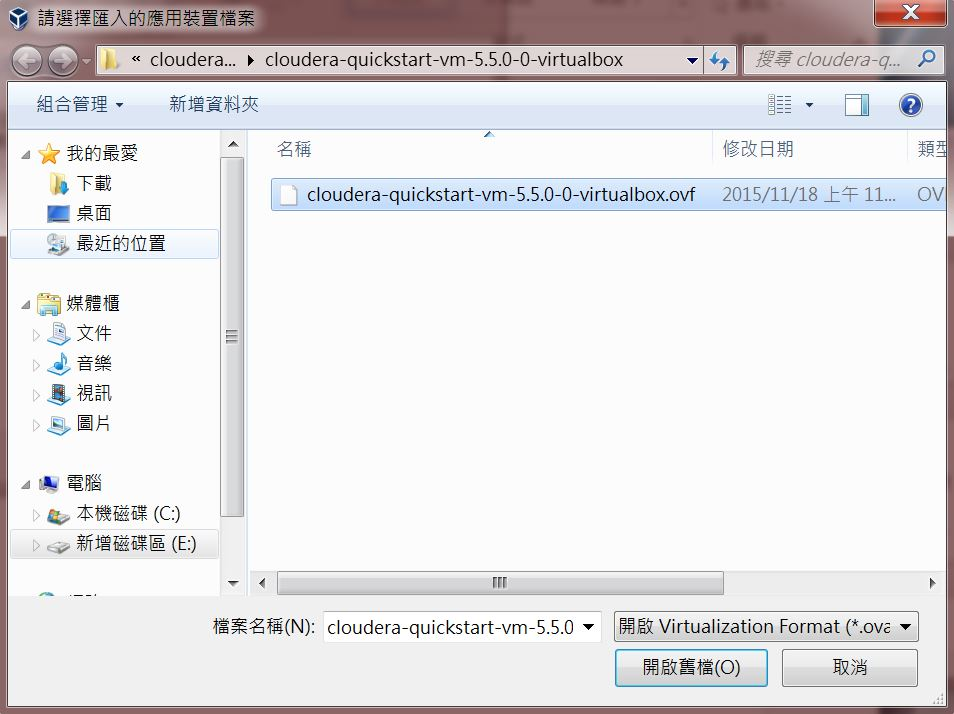 請選擇匯入的應用裝置檔案
« cloudera... cloudera-quickstart-vm-5.5.0-0-virtualbox
搜尋 cloudera-q...
組合管理
新增資料夾
名稱
修改日期
類型
cloudera-quickstart-vm-5.5.0-0-virtualbox.ovf
2015/11/18 上午 11...
OV
我的最愛
下載
桌面
最近的位置
媒體櫃
文件
音樂
視訊
圖片
電腦
本機磁碟 (C:)
新增磁碟區 (E:)
檔案名稱(N):
cloudera-quickstart-vm-5.5.0
開啟 Virtualization Format (*.ova
開啟舊檔(O)
取消